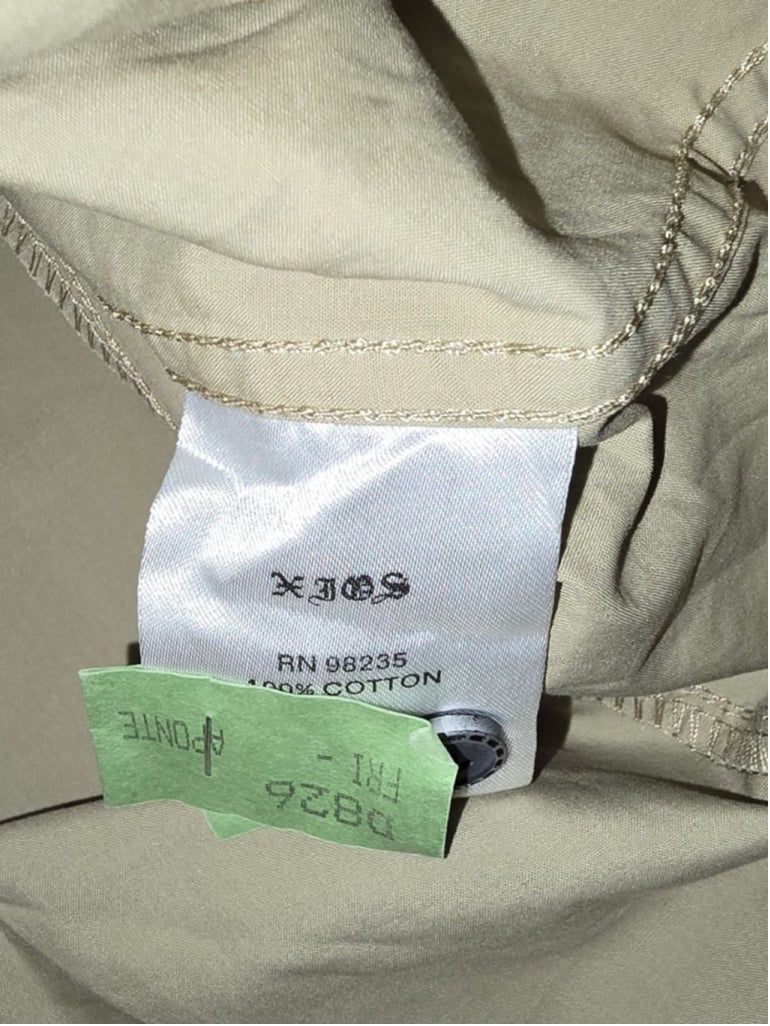 XIOS
RN 98235
100% COTTON
D826
FRI -
APONTE